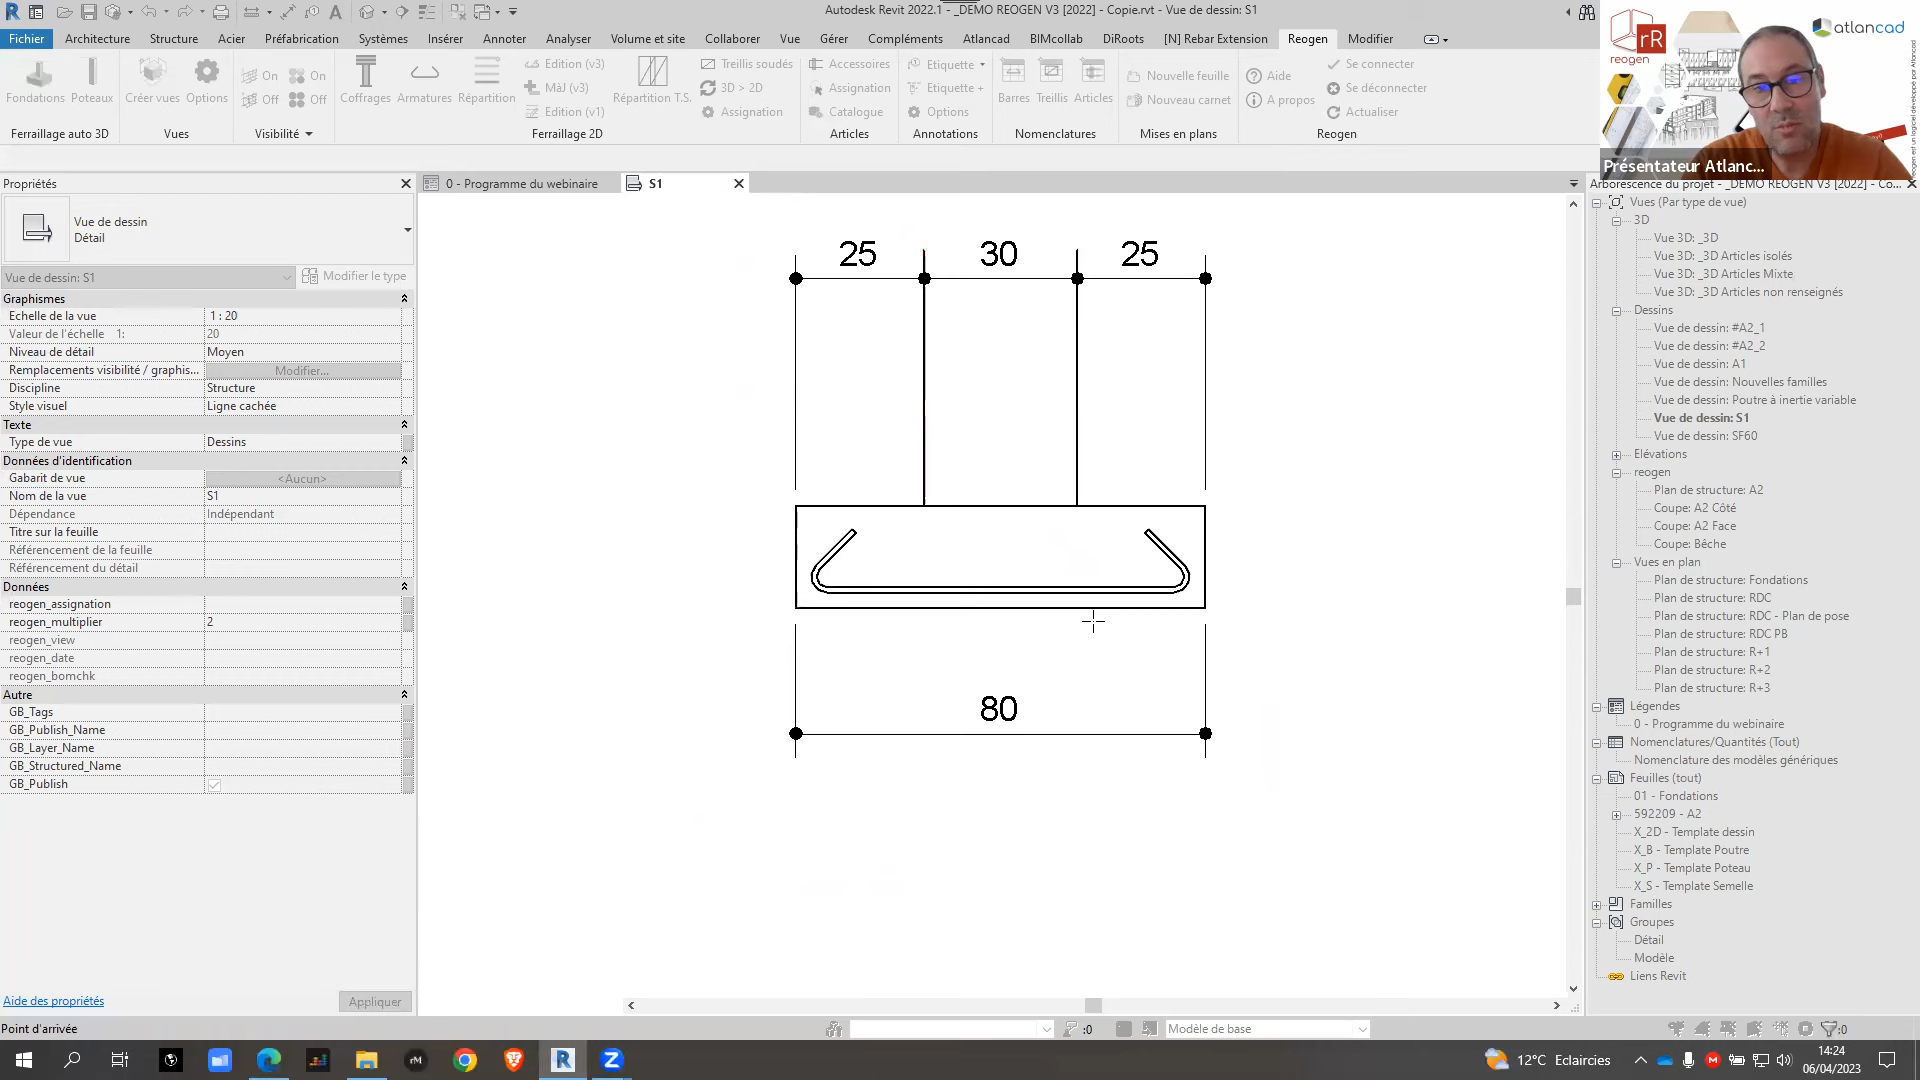 Autodesk Revit 2022.1 - _DEMO REOGEN V3 [2022] - Copie.rvt - Vue de dessin: S1
Fichier Architecture Structure Acier Préfabrication Systèmes Insérer Annoter Analyser Volume et site Collaborer Vue Gérer Compléments Atlancad BIMcollab DiRoots [N] Rebar Extension Reogen Modifier
Fondations Poteaux
Ferraillage auto 3D
Créer vues Options
Vues
On On
Off Off
Visibilité
Coffrages Armatures Répartition
Edition (v3)
MàJ (v3)
Edition (v1)
Répartition T.S.
Treillis soudés
3D > 2D
Assignation
Ferraillage 2D
Accessoires
Assignation
Catalogue
Articles
Etiquette
Etiquette +
Options
Annotations
Barres Treillis Articles
Nomenclatures
Nouvelle feuille
Nouveau carnet
Mises en plans
Aide
A propos
Se connecter
Se déconnecter
Actualiser
Reogen
rR
reogen
atlancad
Présentateur Atlanc...
Propriétés
Vue de dessin
Détail
Vue de dessin: S1
Modifier le type
Graphismes
Echelle de la vue 1 : 20
Valeur de l'échelle 1: 20
Niveau de détail Moyen
Remplacements visibilité / graphis... Modifier...
Discipline Structure
Style visuel Ligne cachée
Texte
Type de vue Dessins
Données d'identification
Gabarit de vue <Aucun>
Nom de la vue S1
Dépendance Indépendant
Titre sur la feuille
Référencement de la feuille
Référencement du détail
Données
reogen_assignation
reogen_multiplier 2
reogen_view
reogen_date
reogen_bomchk
Autre
GB_Tags
GB_Publish_Name
GB_Layer_Name
GB_Structured_Name
GB_Publish
Aide des propriétés
Appliquer
0 - Programme du webinaire
S1
25 30 25
80
Arborescence du projet - _DEMO REOGEN V3 [2022] - Co...
Vues (Par type de vue)
3D
Vue 3D: _3D
Vue 3D: _3D Articles isolés
Vue 3D: _3D Articles Mixte
Vue 3D: _3D Articles non renseignés
Dessins
Vue de dessin: #A2_1
Vue de dessin: #A2_2
Vue de dessin: A1
Vue de dessin: Nouvelles familles
Vue de dessin: Poutre à inertie variable
Vue de dessin: S1
Vue de dessin: SF60
Elévations
reogen
Plan de structure: A2
Coupe: A2 Côté
Coupe: A2 Face
Coupe: Bêche
Vues en plan
Plan de structure: Fondations
Plan de structure: RDC
Plan de structure: RDC - Plan de pose
Plan de structure: RDC PB
Plan de structure: R+1
Plan de structure: R+2
Plan de structure: R+3
Légendes
0 - Programme du webinaire
Nomenclatures/Quantités (Tout)
Nomenclature des modèles génériques
Feuilles (tout)
01 - Fondations
592209 - A2
X_2D - Template dessin
X_B - Template Poutre
X_P - Template Poteau
X_S - Template Semelle
Familles
Groupes
Détail
Modèle
Liens Revit
Point d'arrivée
:0
Modèle de base
:0
12°C Eclaircies
14:24
06/04/2023